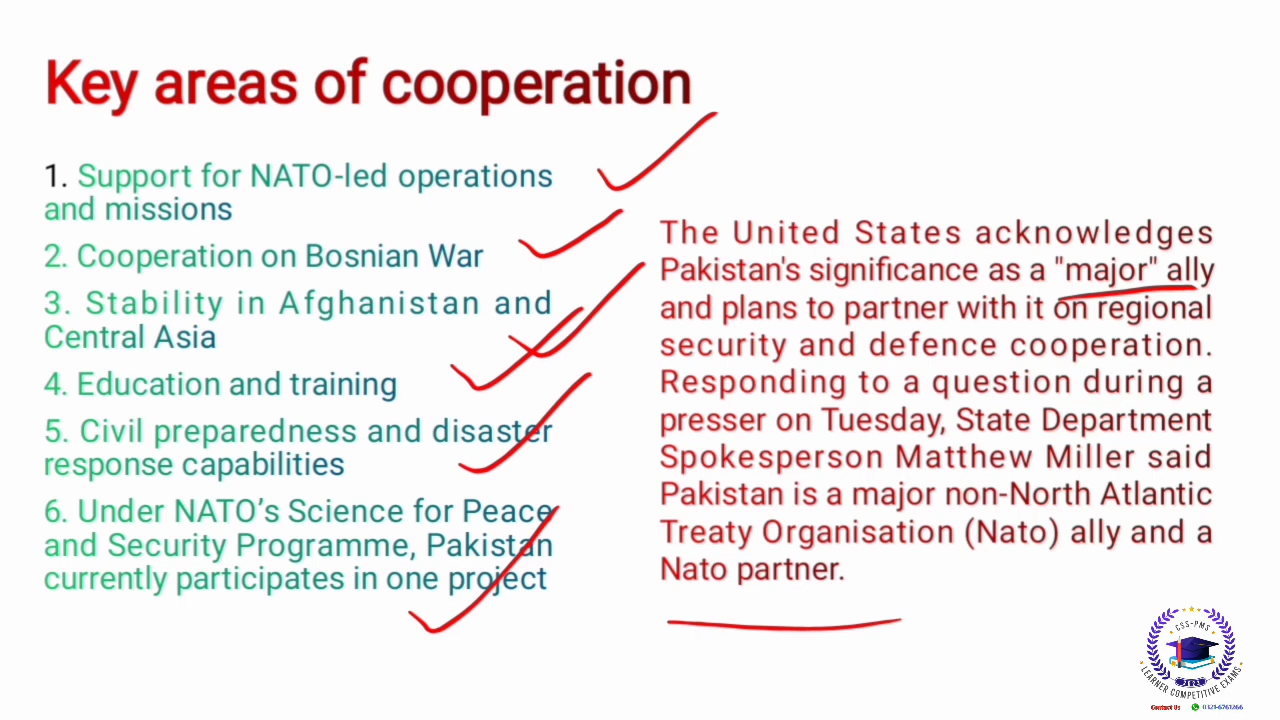 Key areas of cooperation
1. Support for NATO-led operations
and missions
2. Cooperation on Bosnian War
3. Stability in Afghanistan and
Central Asia
4. Education and training
5. Civil preparedness and disaster
response capabilities
6. Under NATO’s Science for Peace
and Security Programme, Pakistan
currently participates in one project
The United States acknowledges
Pakistan's significance as a "major" ally
and plans to partner with it on regional
security and defence cooperation.
Responding to a question during a
presser on Tuesday, State Department
Spokesperson Matthew Miller said
Pakistan is a major non-North Atlantic
Treaty Organisation (Nato) ally and a
Nato partner.
CSS-PMS
LEARNER COMPETITIVE EXAMS
Contact Us 0321-6761266